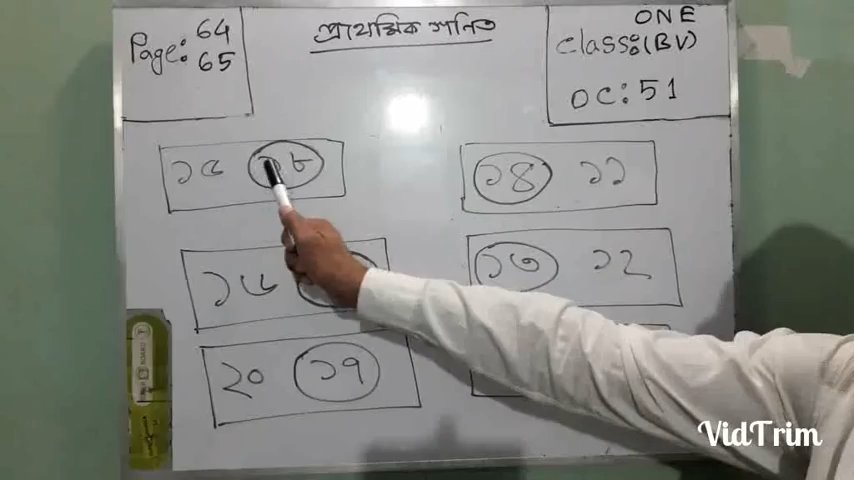 Page: 64
65
প্রাথমিক গনিত
ONE
Class:(BV)
OC:51
১৫ ১৮
১৪ ১১
১৬
১৩ ১২
২০ ১৭
VidTrim